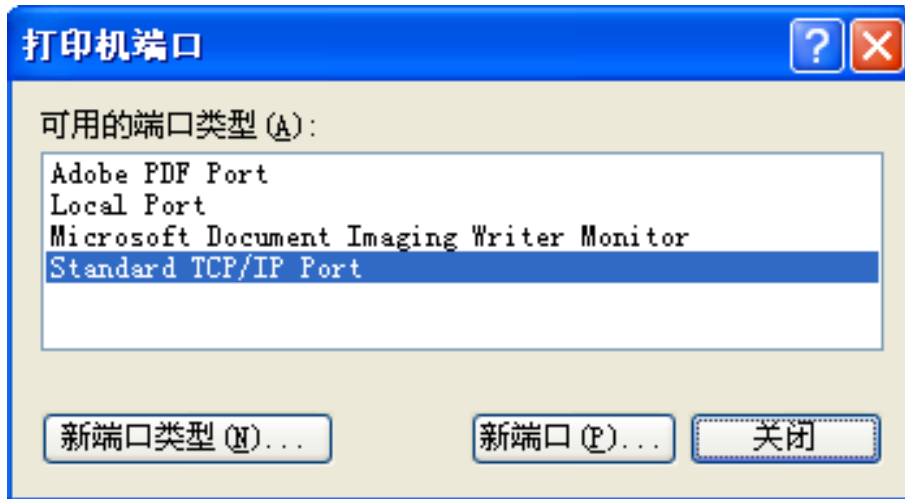 打印机端口
可用的端口类型(A):
Adobe PDF Port
Local Port
Microsoft Document Imaging Writer Monitor
Standard TCP/IP Port
新端口类型(N)... 新端口(P)... 关闭